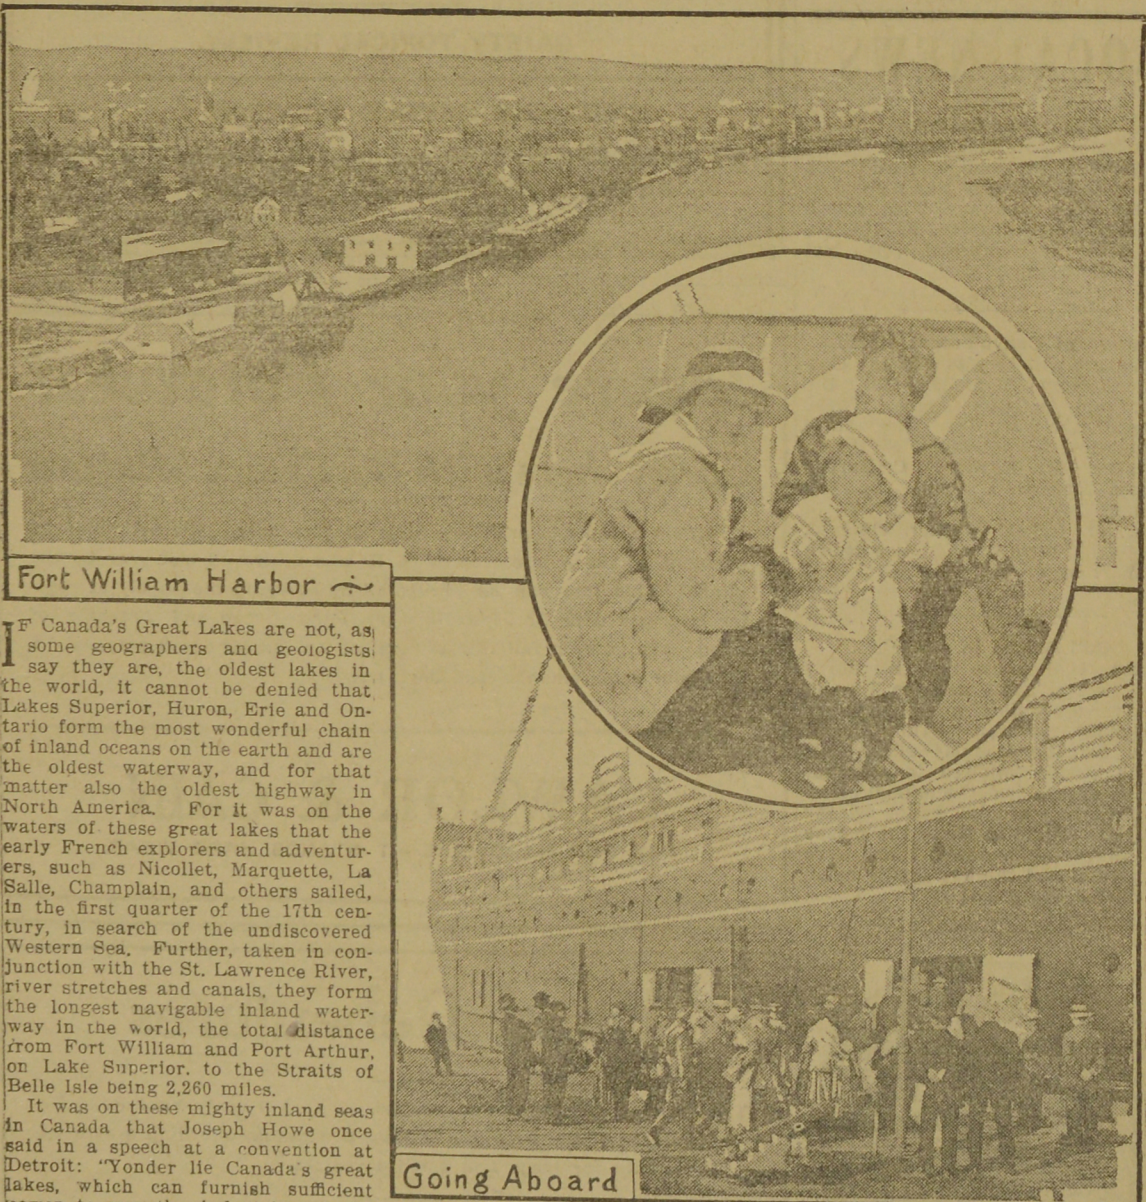 Fort William Harbor
IF Canada's Great Lakes are not, as
some geographers and geologists
say they are, the oldest lakes in
the world, it cannot be denied that
Lakes Superior, Huron, Erie and On-
tario form the most wonderful chain
of inland oceans on the earth and are
the oldest waterway, and for that
matter also the oldest highway in
North America. For it was on the
waters of these great lakes that the
early French explorers and adventur-
ers, such as Nicollet, Marquette, La
Salle, Champlain, and others sailed,
in the first quarter of the 17th cen-
tury, in search of the undiscovered
Western Sea. Further, taken in con-
junction with the St. Lawrence River,
river stretches and canals, they form
the longest navigable inland water-
way in the world, the total distance
from Fort William and Port Arthur,
on Lake Superior, to the Straits of
Belle Isle being 2,260 miles.
It was on these mighty inland seas
in Canada that Joseph Howe once
said in a speech at a convention at
Detroit: "Yonder lie Canada's great
lakes, which can furnish sufficient
Going Aboard